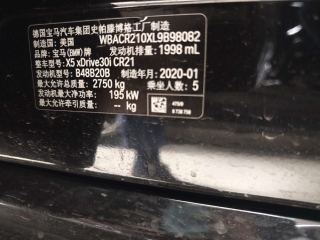 德国宝马汽车集团史帕滕博格工厂制造
制造国: 美国 WBACR210XL9B98082
品牌: 宝马(BMW)牌 发动机排量: 1998 mL
整车型号: X5 xDrive30i CR21
发动机型号: B48B20B 制造年月: 2020-01
最大允许总质量: 2750 kg 乘坐人数: 5
发动机最大净功率: 195 kW
最大允许牵引质量: -- kg